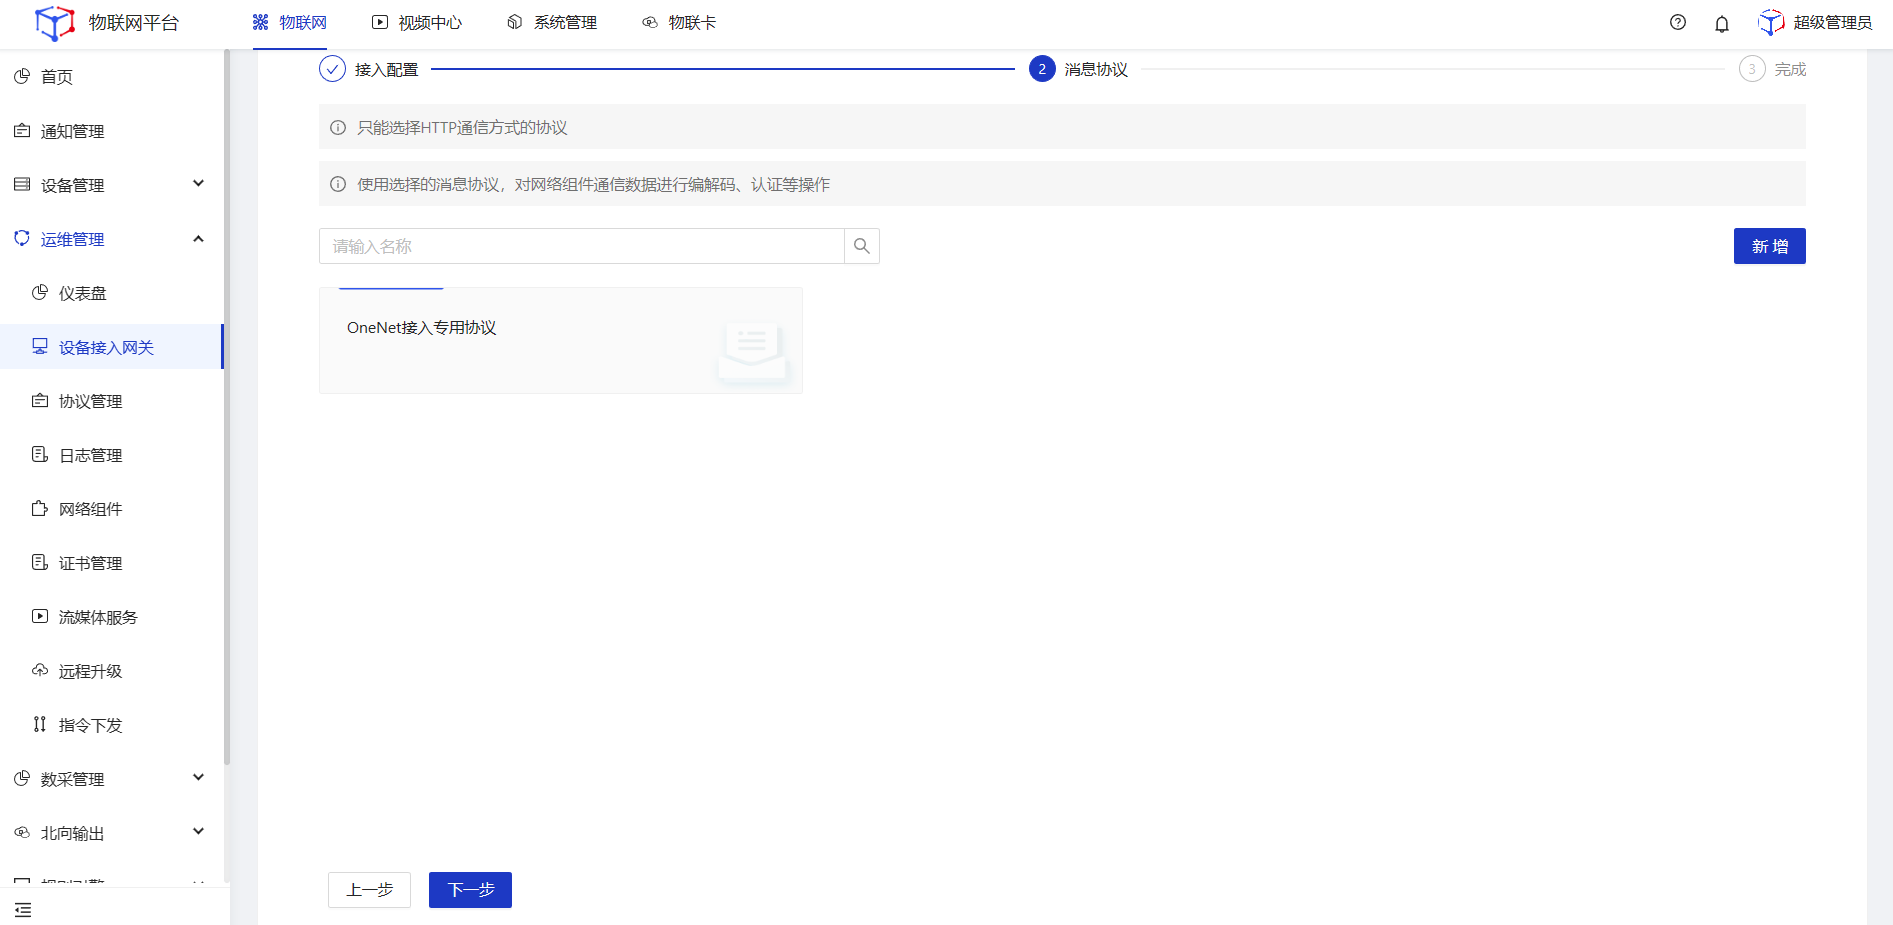 物联网平台
物联网
视频中心
系统管理
物联卡
超级管理员
首页
通知管理
设备管理
运维管理
仪表盘
设备接入网关
协议管理
日志管理
网络组件
证书管理
流媒体服务
远程升级
指令下发
数采管理
北向输出
接入配置
2 消息协议
3 完成
只能选择HTTP通信方式的协议
使用选择的消息协议，对网络组件通信数据进行编解码、认证等操作
请输入名称
新 增
OneNet接入专用协议
上一步
下一步